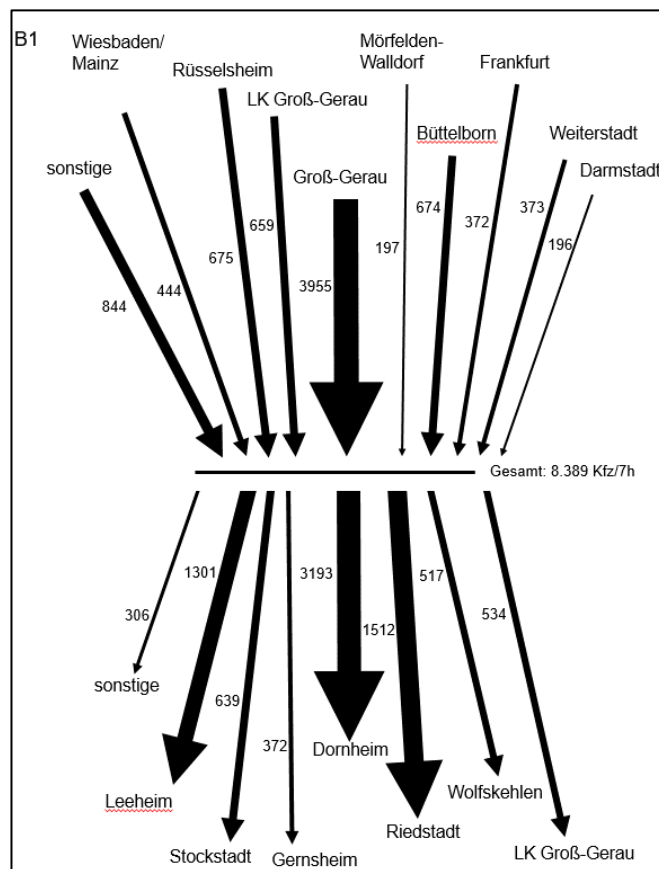 B1
Wiesbaden/
Mainz
Rüsselsheim
LK Groß-Gerau
Mörfelden-
Walldorf
Frankfurt
Büttelborn
Weiterstadt
Darmstadt
sonstige
Groß-Gerau
844
444
675
659
3955
197
674
372
373
196
Gesamt: 8.389 Kfz/7h
306
1301
639
372
3193
1512
517
534
sonstige
Leeheim
Stockstadt
Gernsheim
Dornheim
Riedstadt
Wolfskehlen
LK Groß-Gerau